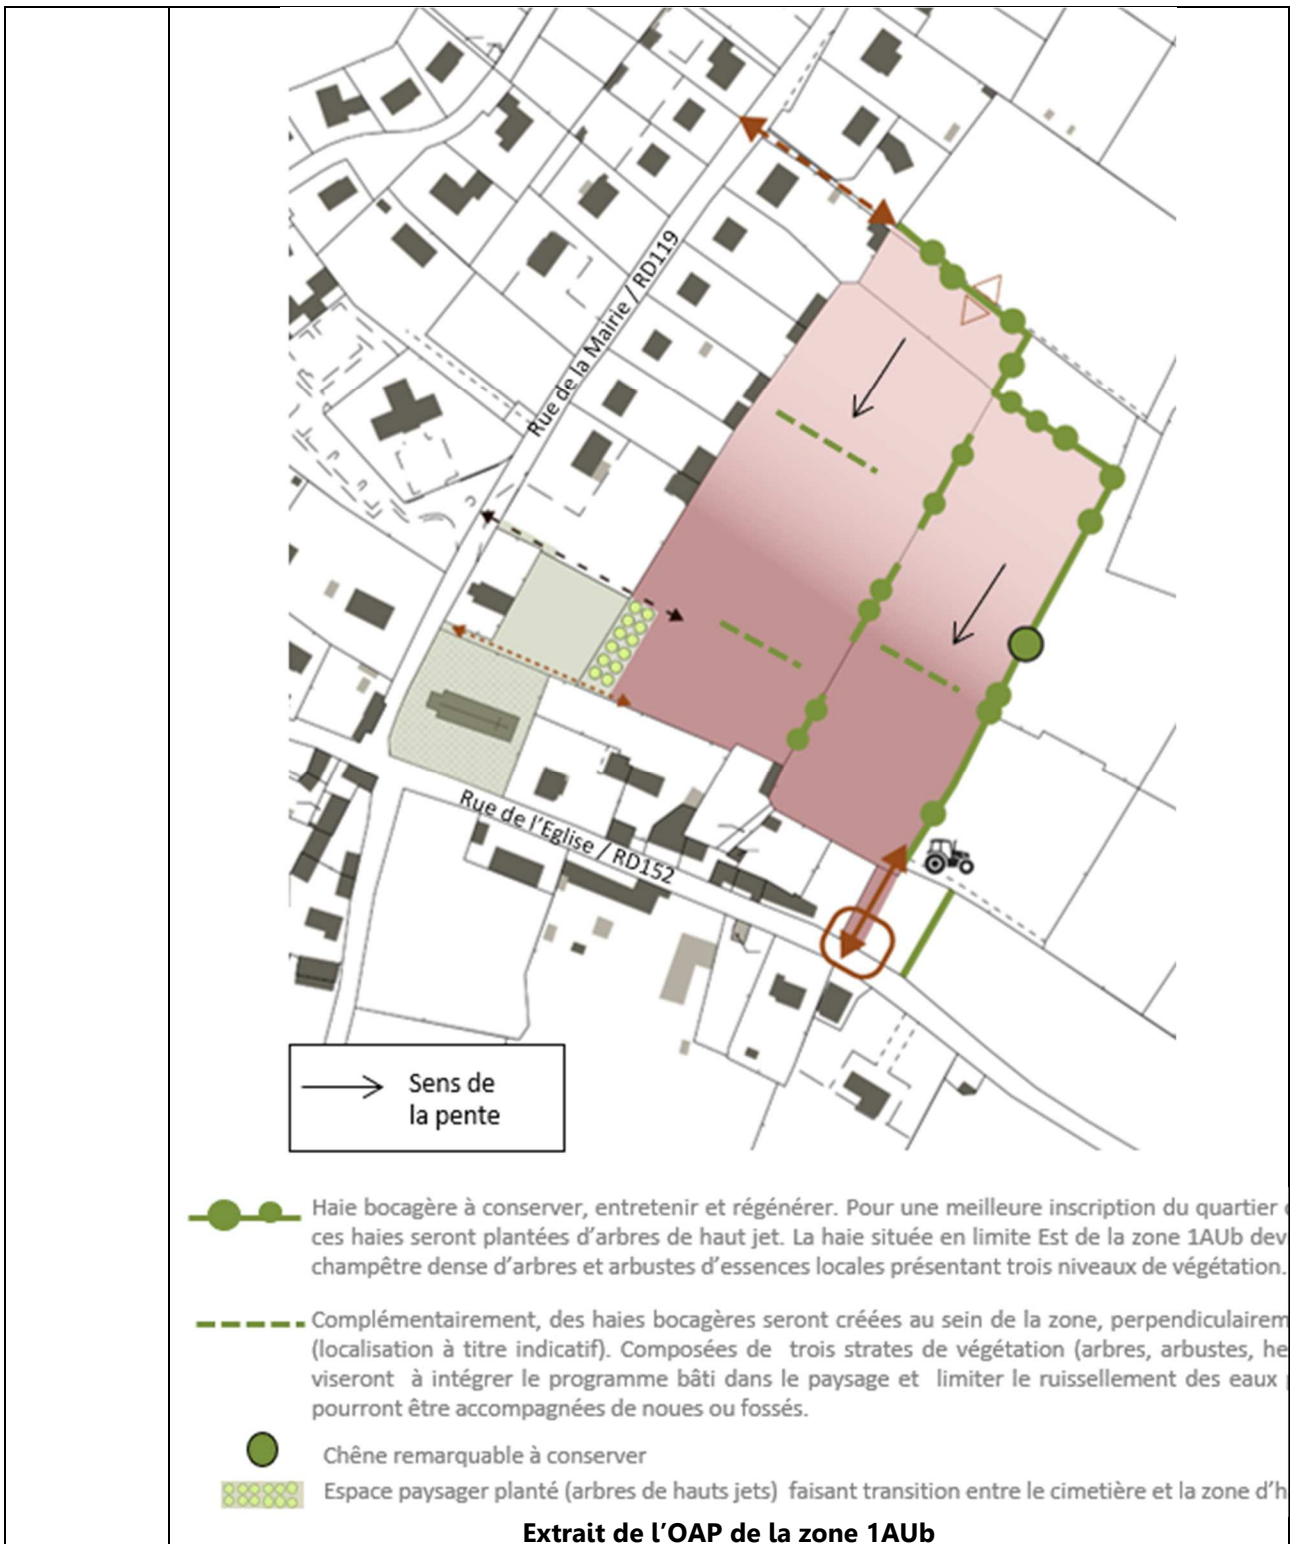 Rue de la Mairie / RD119
Rue de l'Eglise / RD152
Sens de
la pente
Haie bocagère à conserver, entretenir et régénérer. Pour une meilleure inscription du quartier
ces haies seront plantées d'arbres de haut jet. La haie située en limite Est de la zone 1AUb dev
champêtre dense d'arbres et arbustes d'essences locales présentant trois niveaux de végétation.
Complémentairement, des haies bocagères seront créées au sein de la zone, perpendiculairem
(localisation à titre indicatif). Composées de trois strates de végétation (arbres, arbustes, he
viseront à intégrer le programme bâti dans le paysage et limiter le ruissellement des eaux
pourront être accompagnées de noues ou fossés.
Chêne remarquable à conserver
Espace paysager planté (arbres de hauts jets) faisant transition entre le cimetière et la zone d'h
Extrait de l'OAP de la zone 1AUb